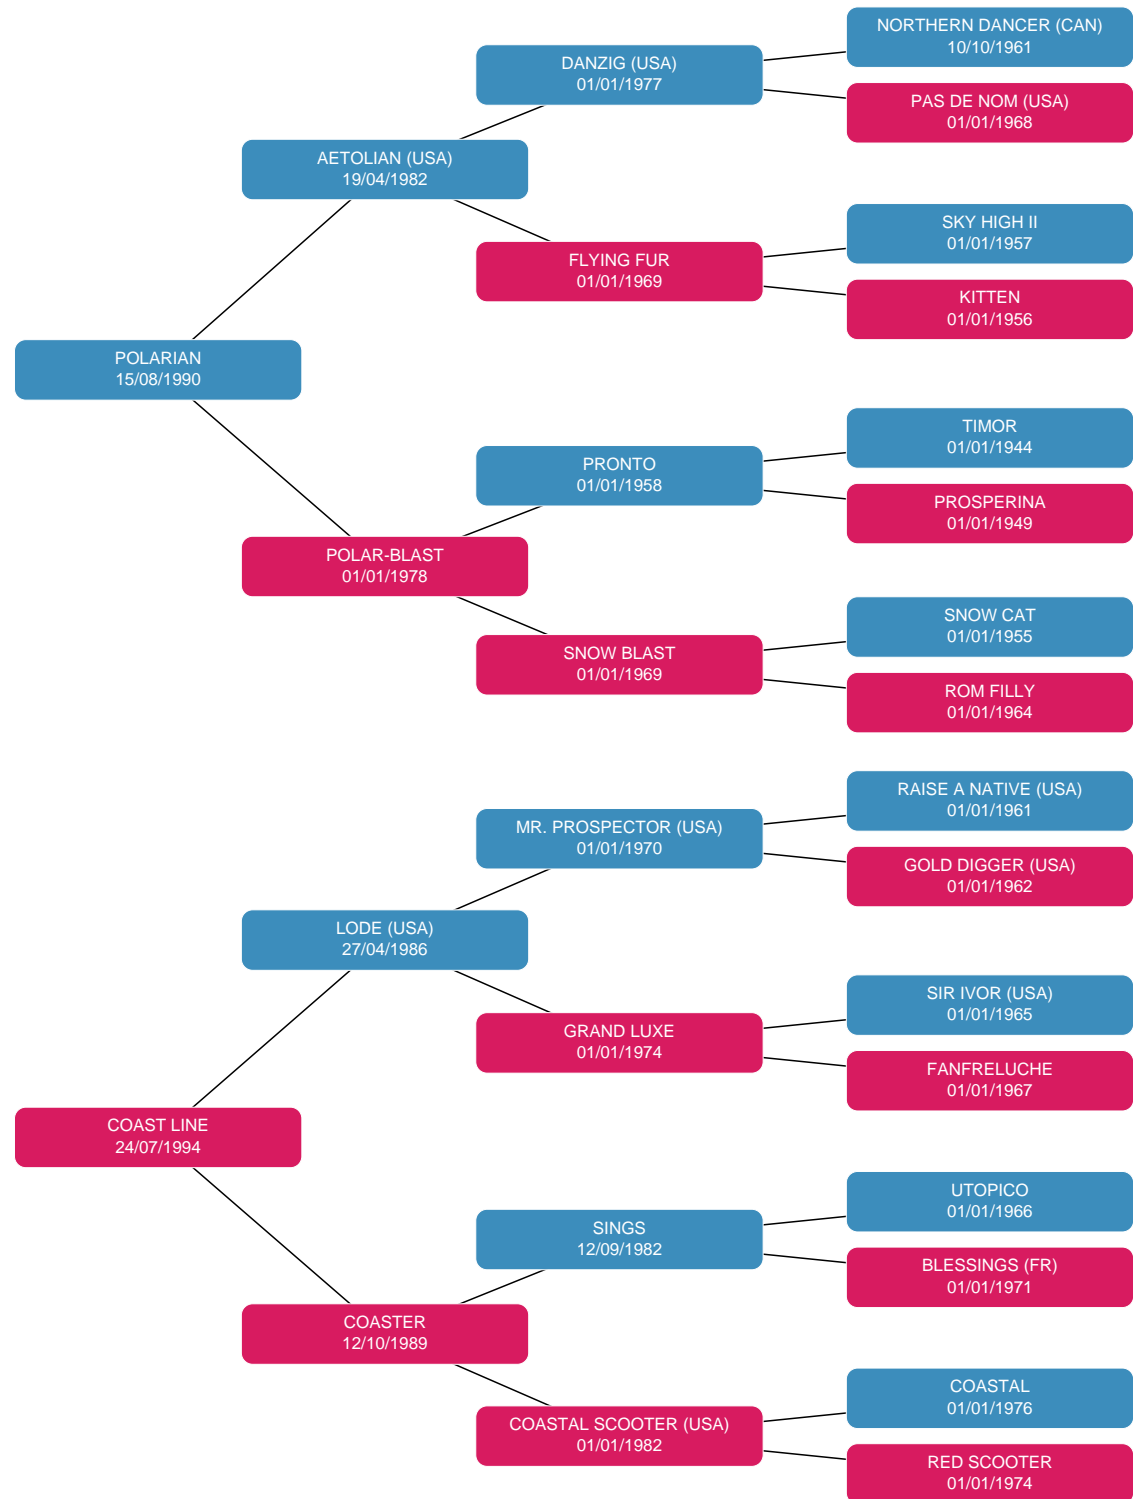 NORTHERN DANCER (CAN)
10/10/1961
DANZIG (USA)
01/01/1977
PAS DE NOM (USA)
01/01/1968
AETOLIAN (USA)
19/04/1982
SKY HIGH II
01/01/1957
FLYING FUR
01/01/1969
KITTEN
01/01/1956
POLARIAN
15/08/1990
TIMOR
01/01/1944
PRONTO
01/01/1958
PROSPERINA
01/01/1949
POLAR-BLAST
01/01/1978
SNOW CAT
01/01/1955
SNOW BLAST
01/01/1969
ROM FILLY
01/01/1964
RAISE A NATIVE (USA)
01/01/1961
MR. PROSPECTOR (USA)
01/01/1970
GOLD DIGGER (USA)
01/01/1962
LODE (USA)
27/04/1986
SIR IVOR (USA)
01/01/1965
GRAND LUXE
01/01/1974
FANFRELUCHE
01/01/1967
COAST LINE
24/07/1994
UTOPICO
01/01/1966
SINGS
12/09/1982
BLESSINGS (FR)
01/01/1971
COASTER
12/10/1989
COASTAL
01/01/1976
COASTAL SCOOTER (USA)
01/01/1982
RED SCOOTER
01/01/1974